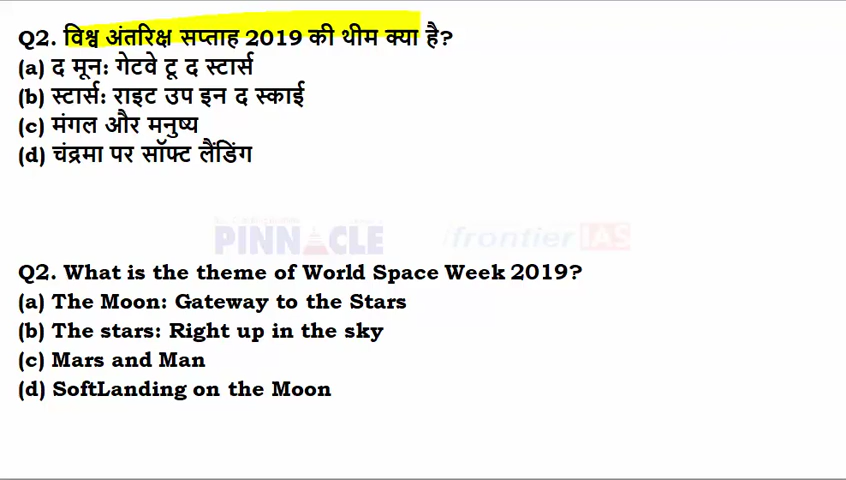 Q2. विश्व अंतरिक्ष सप्ताह 2019 की थीम क्या है?
(a) द मून: गेटवे टू द स्टार्स
(b) स्टार्स: राइट उप इन द स्काई
(c) मंगल और मनुष्य
(d) चंद्रमा पर सॉफ्ट लैंडिंग
PINNACLE frontier IAS
Q2. What is the theme of World Space Week 2019?
(a) The Moon: Gateway to the Stars
(b) The stars: Right up in the sky
(c) Mars and Man
(d) SoftLanding on the Moon